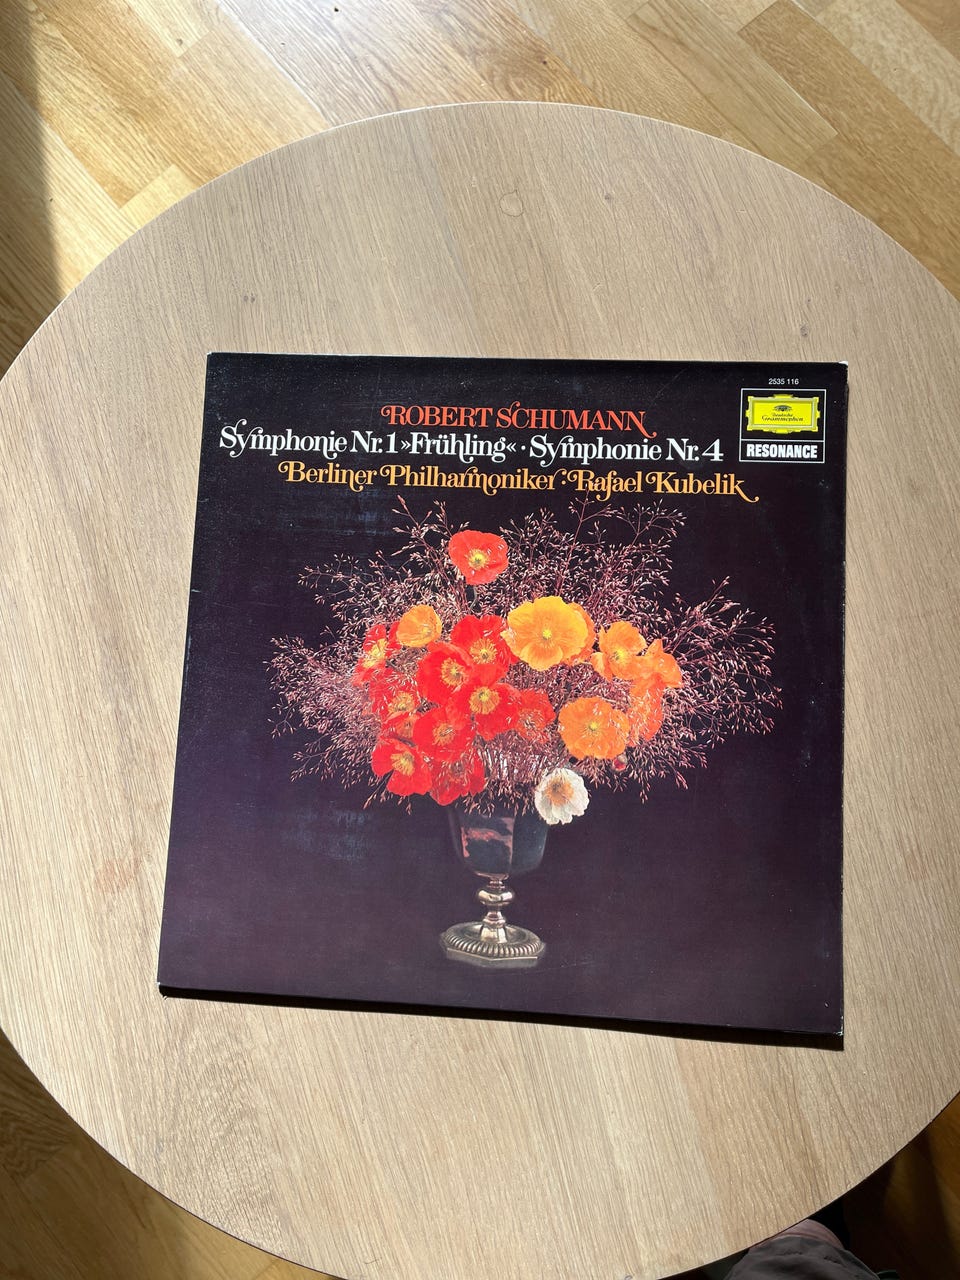 2535 116
Deutsche
Grammophon
RESONANCE
ROBERT SCHUMANN
Symphonie Nr. 1 »Frühling« · Symphonie Nr. 4
Berliner Philharmoniker · Rafael Kubelik